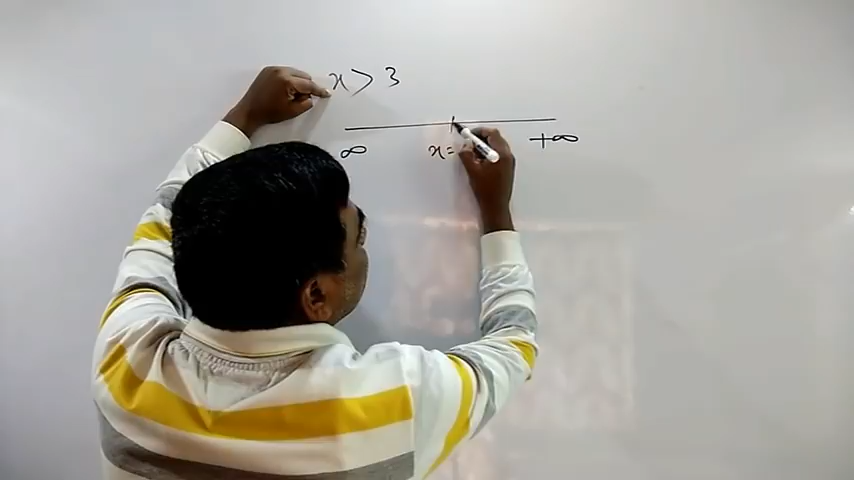 x > 3
∞ x = +∞